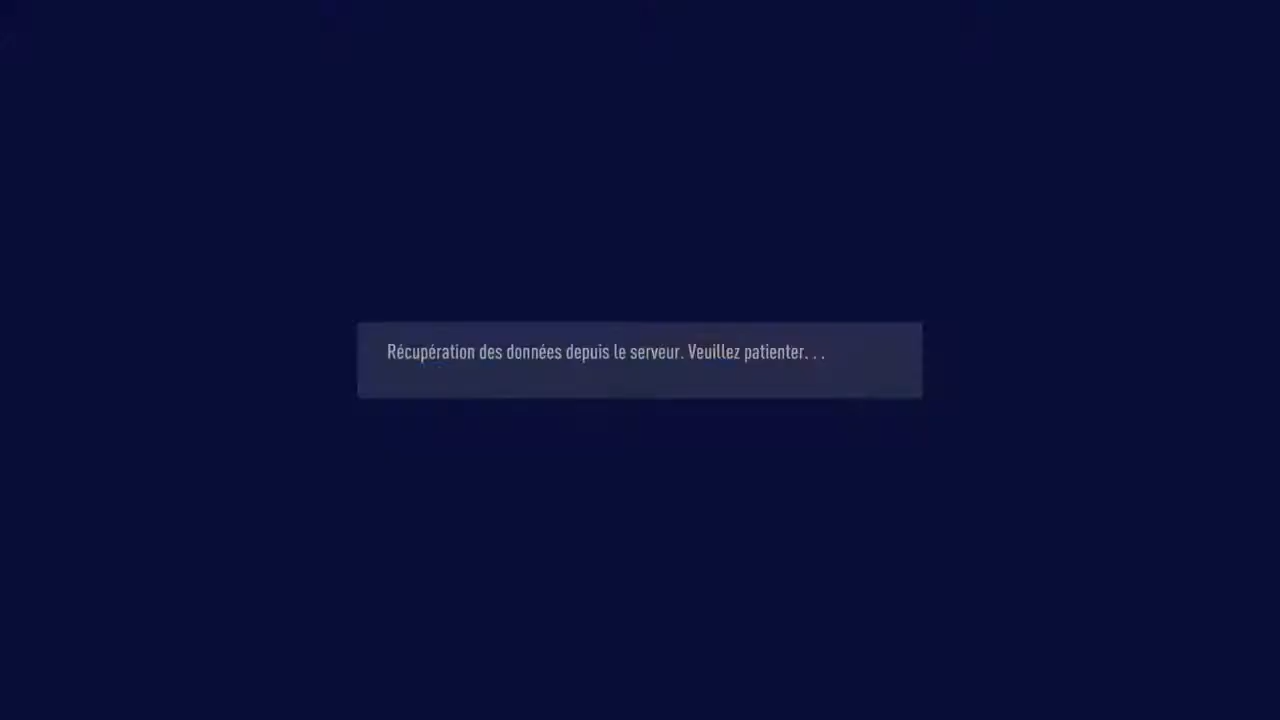 Récupération des données depuis le serveur. Veuillez patienter. . .